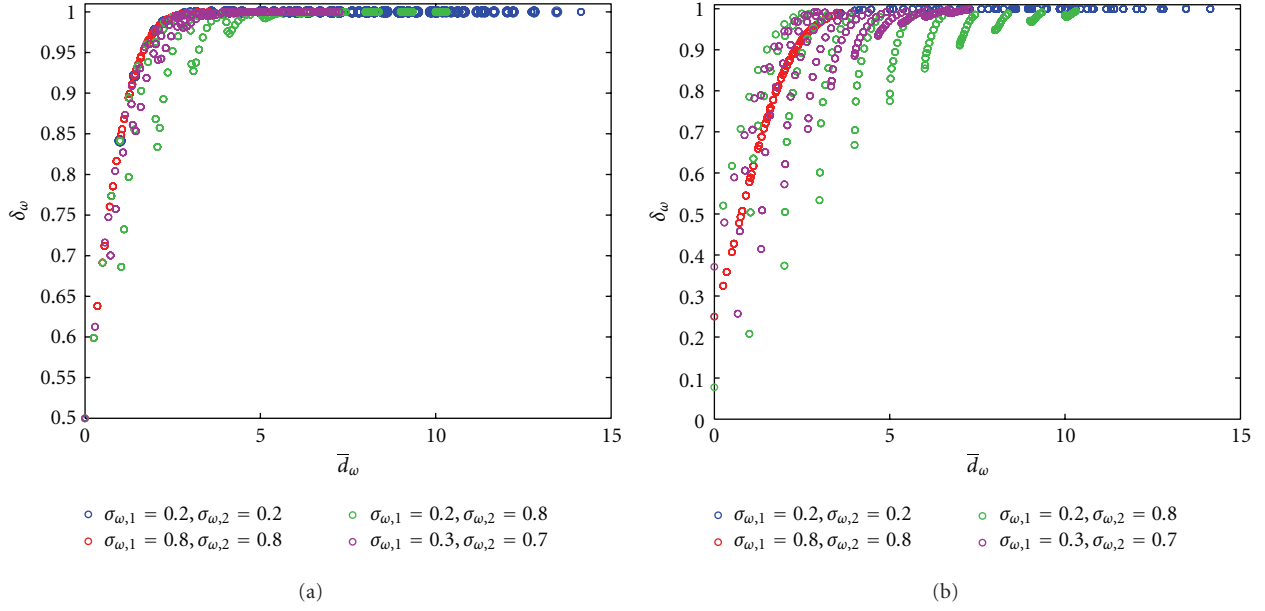 1
0.95
0.9
0.85
0.8
0.75
0.7
0.65
0.6
0.55
0.5
δω
0 5 10 15
d̅ω
σω,1 = 0.2, σω,2 = 0.2
σω,1 = 0.8, σω,2 = 0.8
σω,1 = 0.2, σω,2 = 0.8
σω,1 = 0.3, σω,2 = 0.7
(a)
1
0.9
0.8
0.7
0.6
0.5
0.4
0.3
0.2
0.1
0
δω
0 5 10 15
d̅ω
σω,1 = 0.2, σω,2 = 0.2
σω,1 = 0.8, σω,2 = 0.8
σω,1 = 0.2, σω,2 = 0.8
σω,1 = 0.3, σω,2 = 0.7
(b)